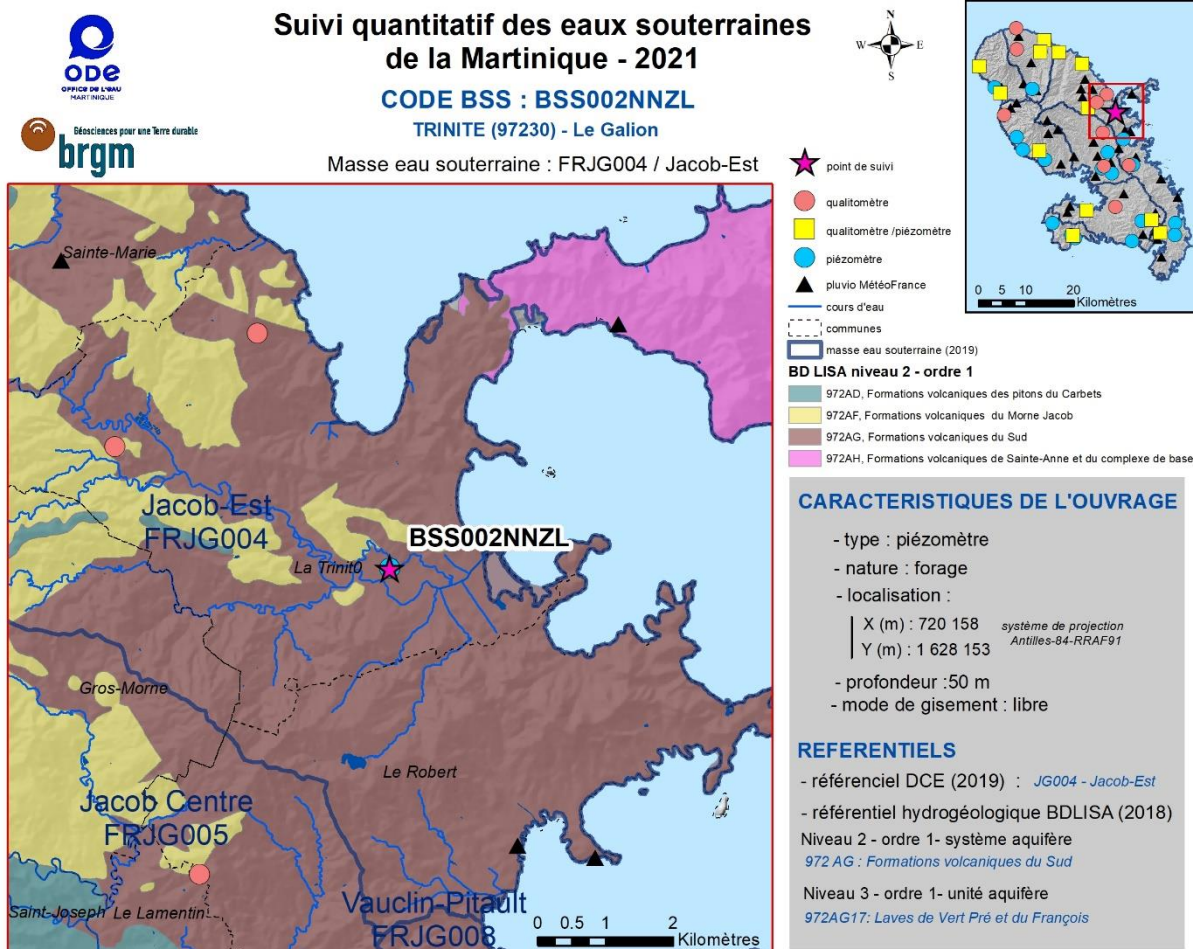 ODE
OFFICE DE L'EAU
MARTINIQUE
Géosciences pour une Terre durable
brgm
Suivi quantitatif des eaux souterraines
de la Martinique - 2021
CODE BSS : BSS002NNZL
TRINITE (97230) - Le Galion
Masse eau souterraine : FRJG004 / Jacob-Est
N
W E
S
point de suivi
qualitomètre
qualitomètre /piézomètre
piézomètre
pluvio MétéoFrance
cours d'eau
communes
masse eau souterraine (2019)
BD LISA niveau 2 - ordre 1
972AD, Formations volcaniques des pitons du Carbets
972AF, Formations volcaniques du Morne Jacob
972AG, Formations volcaniques du Sud
972AH, Formations volcaniques de Sainte-Anne et du complexe de base
0 5 10 20
Kilomètres
Sainte-Marie
Jacob-Est
FRJG004
BSS002NNZL
La Trinit0
Gros-Morne
Le Robert
Jacob Centre
FRJG005
Saint-Joseph
Le Lamentin
Vauclin-Pitault
FRJG008
0 0.5 1 2
Kilomètres
CARACTERISTIQUES DE L'OUVRAGE
- type : piézomètre
- nature : forage
- localisation :
X (m) : 720 158
Y (m) : 1 628 153
système de projection
Antilles-84-RRAF91
- profondeur :50 m
- mode de gisement : libre
REFERENTIELS
- référenciel DCE (2019) : JG004 - Jacob-Est
- référentiel hydrogéologique BDLISA (2018)
Niveau 2 - ordre 1- système aquifère
972 AG : Formations volcaniques du Sud
Niveau 3 - ordre 1- unité aquifère
972AG17: Laves de Vert Pré et du François